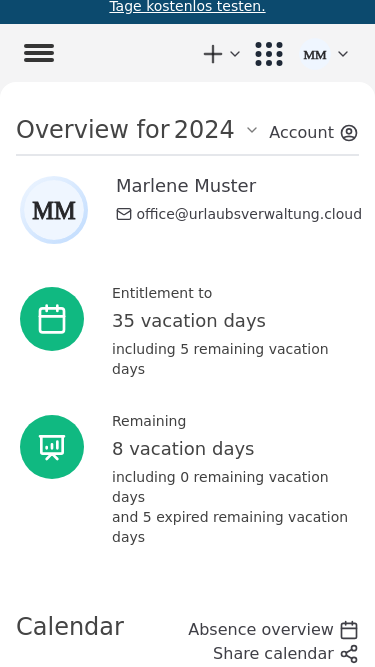 Tage kostenlos testen.
MM
Overview for 2024
Account
MM
Marlene Muster
office@urlaubsverwaltung.cloud
Entitlement to
35 vacation days
including 5 remaining vacation
days
Remaining
8 vacation days
including 0 remaining vacation
days
and 5 expired remaining vacation
days
Calendar
Absence overview
Share calendar